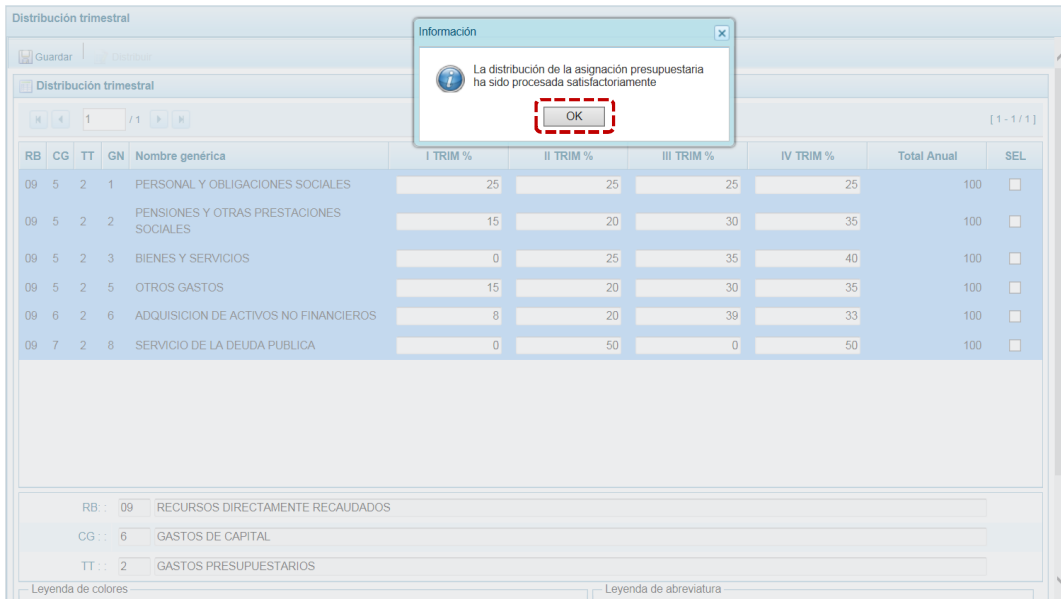 Distribución trimestral
Información
Guardar
La distribución de la asignación presupuestaria
ha sido procesada satisfactoriamente
OK
Distribución trimestral
1 / 1 [ 1 - 1 / 1 ]
RB CG TT GN Nombre genérica I TRIM % II TRIM % III TRIM % IV TRIM % Total Anual SEL
09 5 2 1 PERSONAL Y OBLIGACIONES SOCIALES 25 25 25 25 100
09 5 2 2 PENSIONES Y OTRAS PRESTACIONES SOCIALES 15 20 30 35 100
09 5 2 3 BIENES Y SERVICIOS 0 25 35 40 100
09 5 2 5 OTROS GASTOS 15 20 30 35 100
09 6 2 6 ADQUISICION DE ACTIVOS NO FINANCIEROS 8 20 39 33 100
09 7 2 8 SERVICIO DE LA DEUDA PUBLICA 0 50 0 50 100
RB: : 09 RECURSOS DIRECTAMENTE RECAUDADOS
CG : : 6 GASTOS DE CAPITAL
TT : : 2 GASTOS PRESUPUESTARIOS
Leyenda de colores Leyenda de abreviatura